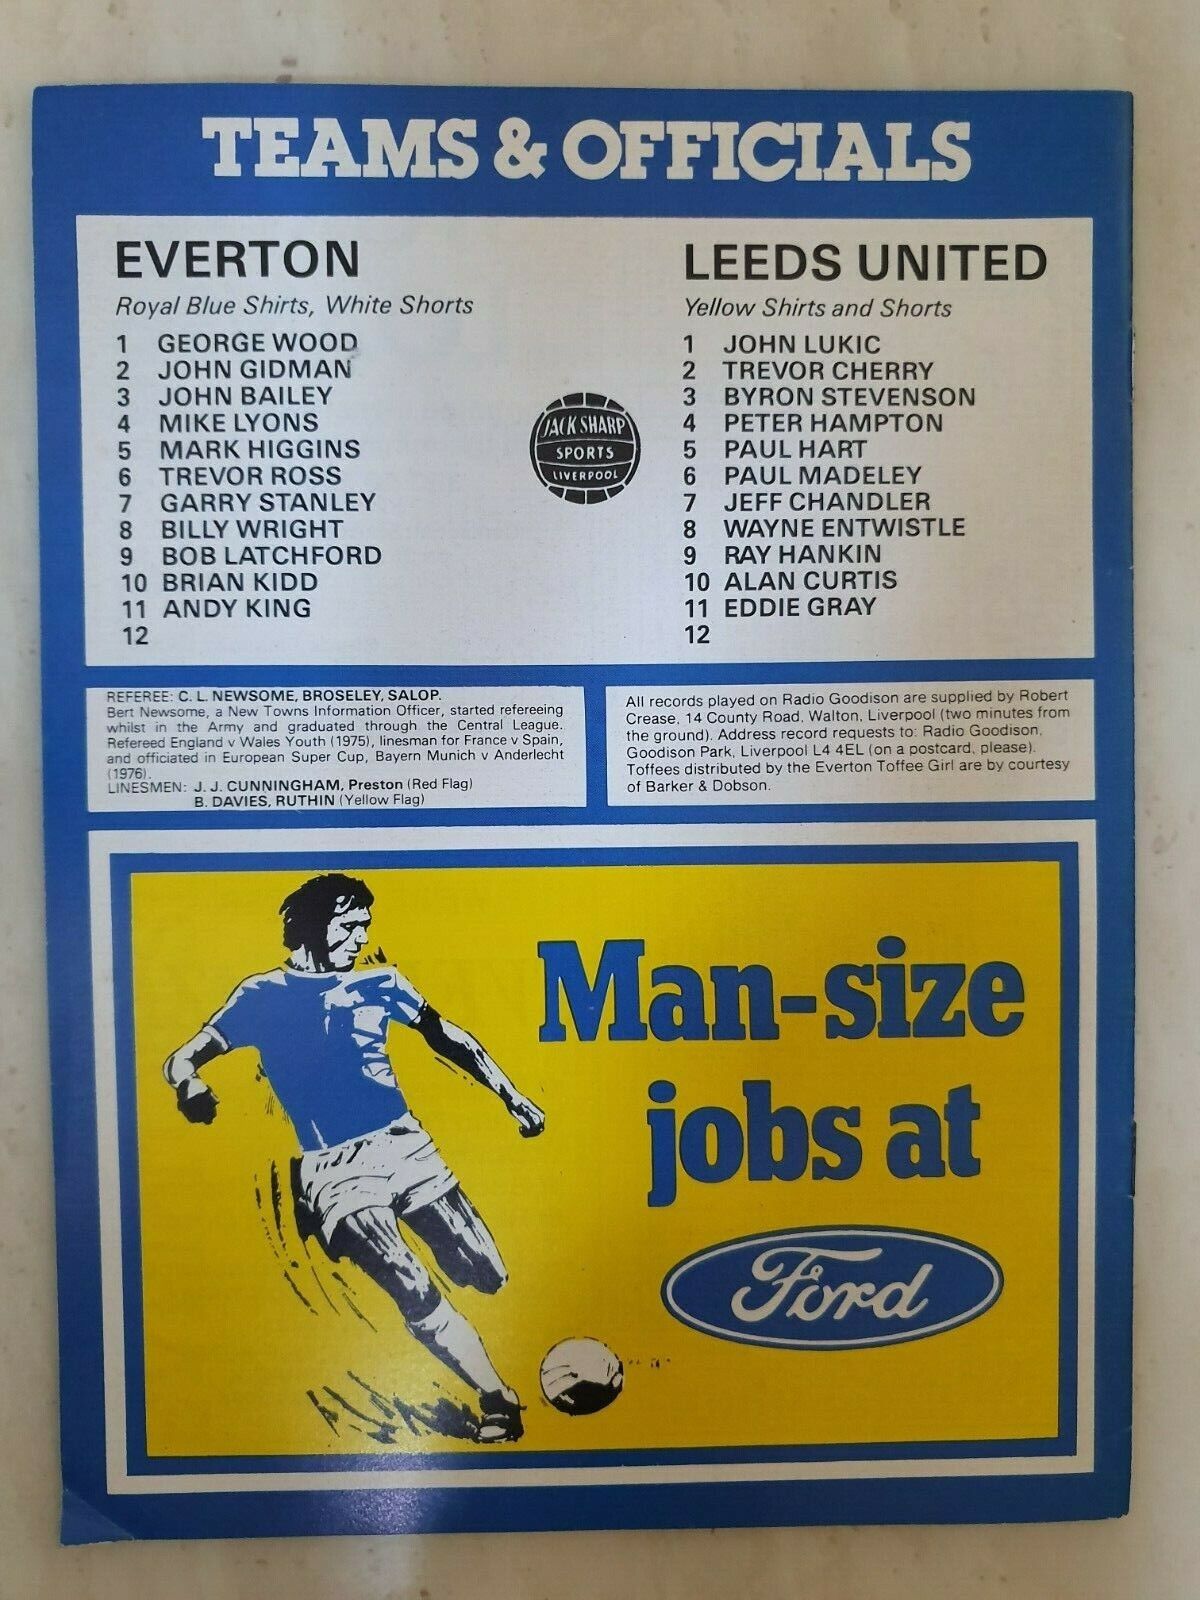 TEAMS & OFFICIALS
EVERTON
Royal Blue Shirts, White Shorts
1 GEORGE WOOD
2 JOHN GIDMAN
3 JOHN BAILEY
4 MIKE LYONS
5 MARK HIGGINS
6 TREVOR ROSS
7 GARRY STANLEY
8 BILLY WRIGHT
9 BOB LATCHFORD
10 BRIAN KIDD
11 ANDY KING
12
JACK SHARP
SPORTS
LIVERPOOL
LEEDS UNITED
Yellow Shirts and Shorts
1 JOHN LUKIC
2 TREVOR CHERRY
3 BYRON STEVENSON
4 PETER HAMPTON
5 PAUL HART
6 PAUL MADELEY
7 JEFF CHANDLER
8 WAYNE ENTWISTLE
9 RAY HANKIN
10 ALAN CURTIS
11 EDDIE GRAY
12
REFEREE: C. L. NEWSOME, BROSELEY, SALOP.
Bert Newsome, a New Towns Information Officer, started refereeing
whilst in the Army and graduated through the Central League.
Refereed England v Wales Youth (1975), linesman for France v Spain,
and officiated in European Super Cup, Bayern Munich v Anderlecht
(1976).
LINESMEN: J. J. CUNNINGHAM, Preston (Red Flag)
B. DAVIES, RUTHIN (Yellow Flag)
All records played on Radio Goodison are supplied by Robert
Crease, 14 County Road, Walton, Liverpool (two minutes from
the ground). Address record requests to: Radio Goodison,
Goodison Park, Liverpool L4 4EL (on a postcard, please).
Toffees distributed by the Everton Toffee Girl are by courtesy
of Barker & Dobson.
Man-size
jobs at
Ford